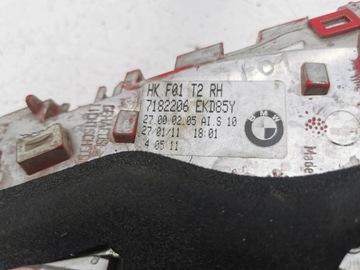 HK F01 T2 RH
7182206 EKD85Y
27.00.02.05 AI.S 10
27/01/11 18:01
4 05 11
BMW
Made